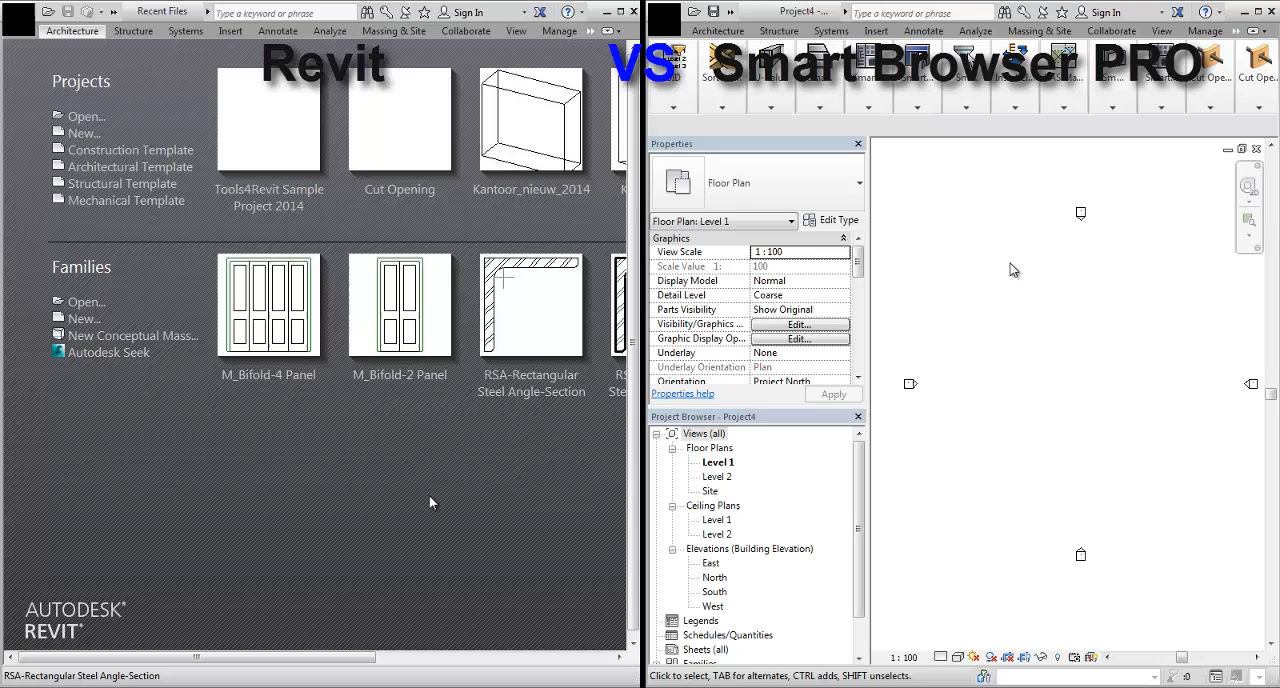 Recent Files
Type a keyword or phrase
Sign In
Architecture Structure Systems Insert Annotate Analyze Massing & Site Collaborate View Manage
Revit VS Smart Browser PRO
Projects
Open...
New...
Construction Template
Architectural Template
Structural Template
Mechanical Template
Tools4Revit Sample Project 2014
Cut Opening
Kantoor_nieuw_2014
Families
Open...
New...
New Conceptual Mass...
Autodesk Seek
M_Bifold-4 Panel
M_Bifold-2 Panel
RSA-Rectangular
Steel Angle-Section
AUTODESK®
REVIT®
RSA-Rectangular Steel Angle-Section
Project4 -...
Type a keyword or phrase
Sign In
Architecture Structure Systems Insert Annotate Analyze Massing & Site Collaborate View Manage
Cut Ope...
Cut Ope...
Properties
Floor Plan
Floor Plan: Level 1
Edit Type
Graphics
View Scale 1 : 100
Scale Value 1: 100
Display Model Normal
Detail Level Coarse
Parts Visibility Show Original
Visibility/Graphics ... Edit...
Graphic Display Op... Edit...
Underlay None
Underlay Orientation Plan
Orientation Project North
Properties help
Apply
Project Browser - Project4
Views (all)
Floor Plans
Level 1
Level 2
Site
Ceiling Plans
Level 1
Level 2
Elevations (Building Elevation)
East
North
South
West
Legends
Schedules/Quantities
Sheets (all)
Families
1 : 100
Click to select, TAB for alternates, CTRL adds, SHIFT unselects.
:0